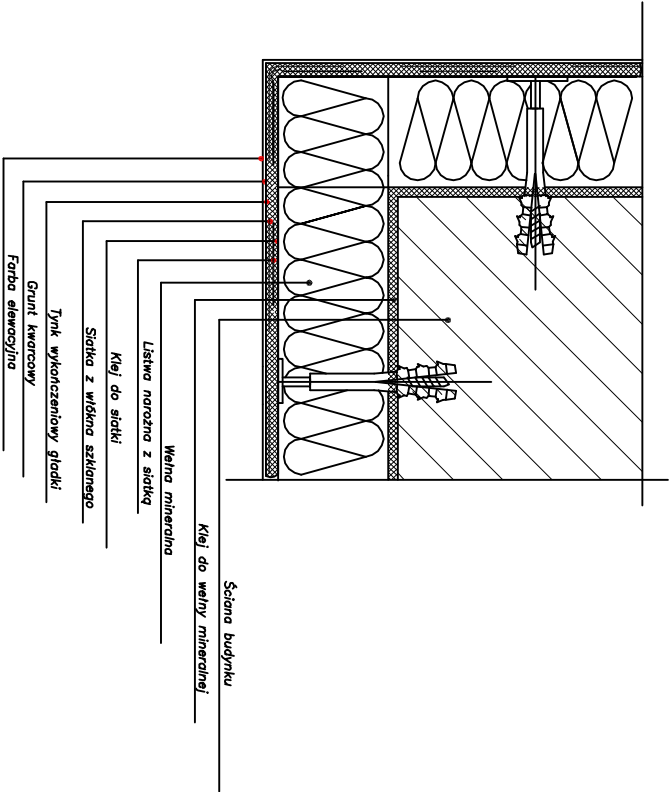 Ściana budynku
Klej do wełny mineralnej
Wełna mineralna
Listwa narożna z siatką
Klej do siatki
Siatka z włókna szklanego
Tynk wykończeniowy gładki
Grunt kwarcowy
Farba elewacyjna